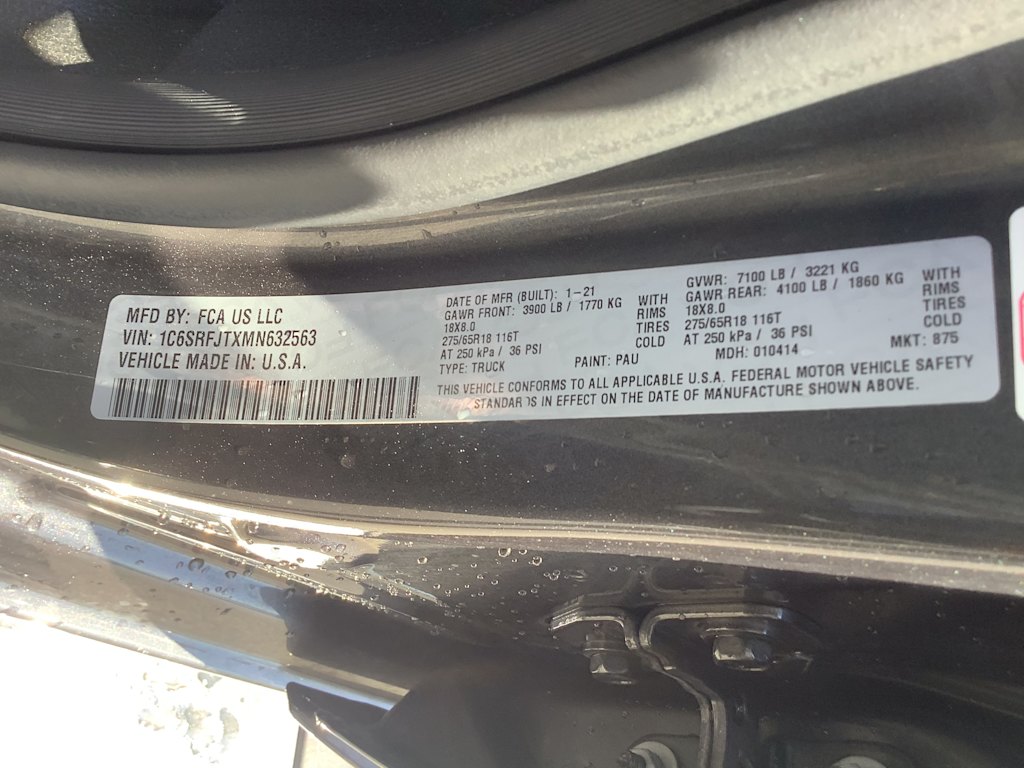 MFD BY: FCA US LLC
VIN: 1C6SRFJTXMN632563
VEHICLE MADE IN: U.S.A.
DATE OF MFR (BUILT): 1-21
GAWR FRONT: 3900 LB / 1770 KG WITH
18X8.0 RIMS
275/65R18 116T TIRES
AT 250 kPa / 36 PSI COLD
TYPE: TRUCK PAINT: PAU
GVWR: 7100 LB / 3221 KG
GAWR REAR: 4100 LB / 1860 KG WITH
18X8.0 RIMS
275/65R18 116T TIRES
AT 250 kPa / 36 PSI COLD
MDH: 010414 MKT: 875
THIS VEHICLE CONFORMS TO ALL APPLICABLE U.S.A. FEDERAL MOTOR VEHICLE SAFETY
STANDARDS IN EFFECT ON THE DATE OF MANUFACTURE SHOWN ABOVE.